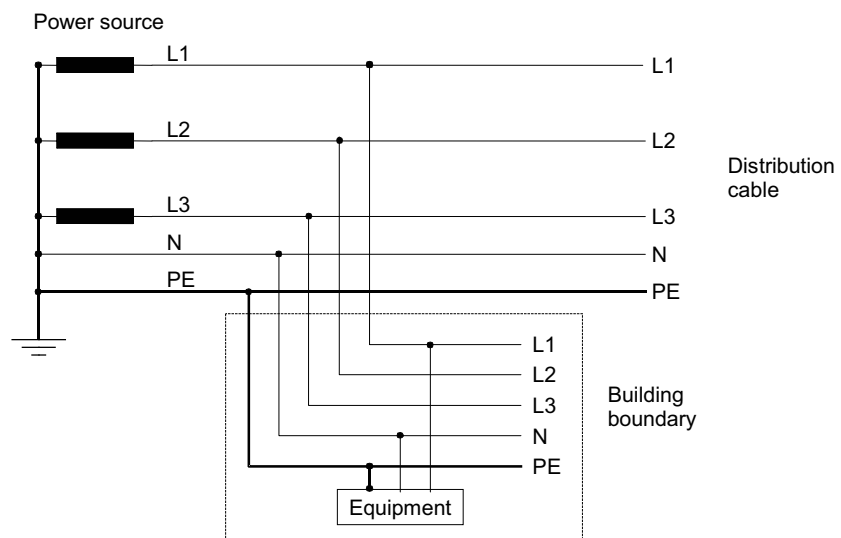 Power source
L1
L1
L2
L2
Distribution
cable
L3
L3
N
N
PE
PE
L1
L2
Building
boundary
L3
N
PE
Equipment